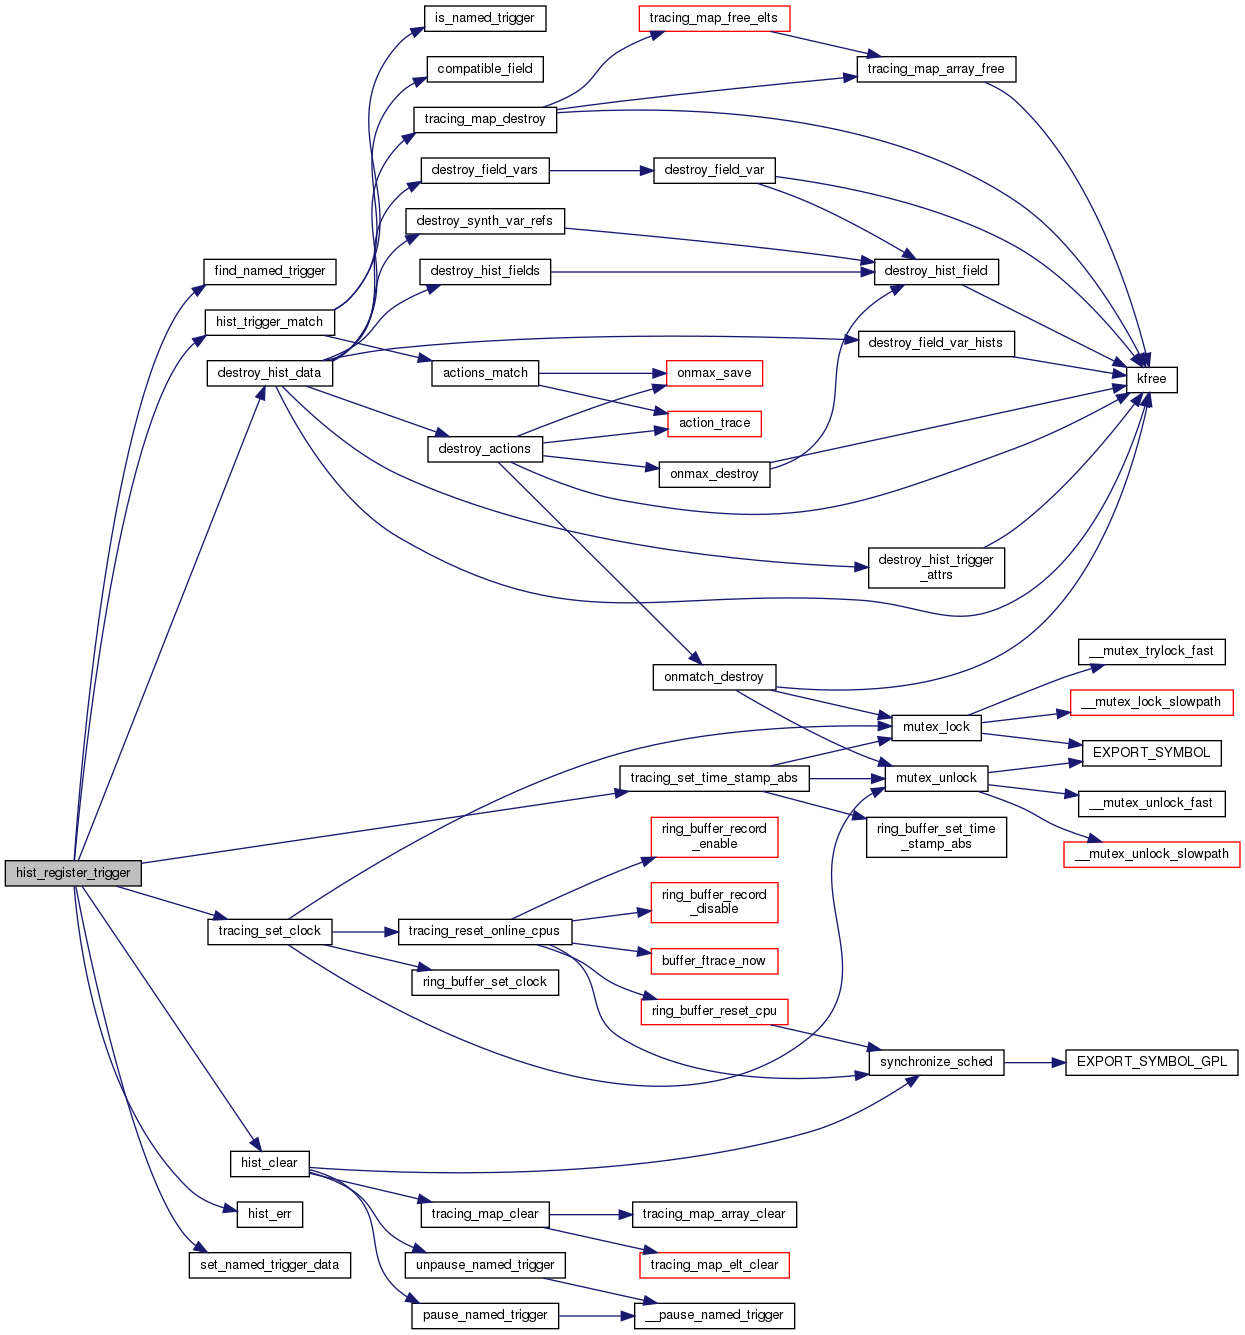 is_named_trigger
tracing_map_free_elts
compatible_field
tracing_map_array_free
tracing_map_destroy
destroy_field_vars
destroy_field_var
destroy_synth_var_refs
find_named_trigger
destroy_hist_fields
destroy_hist_field
hist_trigger_match
destroy_field_var_hists
destroy_hist_data
actions_match
onmax_save
kfree
action_trace
destroy_actions
onmax_destroy
destroy_hist_trigger
_attrs
onmatch_destroy
__mutex_trylock_fast
__mutex_lock_slowpath
mutex_lock
EXPORT_SYMBOL
tracing_set_time_stamp_abs
mutex_unlock
__mutex_unlock_fast
ring_buffer_record
_enable
ring_buffer_set_time
_stamp_abs
__mutex_unlock_slowpath
hist_register_trigger
ring_buffer_record
_disable
tracing_set_clock
tracing_reset_online_cpus
buffer_ftrace_now
ring_buffer_set_clock
ring_buffer_reset_cpu
synchronize_sched
EXPORT_SYMBOL_GPL
hist_clear
tracing_map_clear
tracing_map_array_clear
hist_err
set_named_trigger_data
unpause_named_trigger
tracing_map_elt_clear
pause_named_trigger
__pause_named_trigger